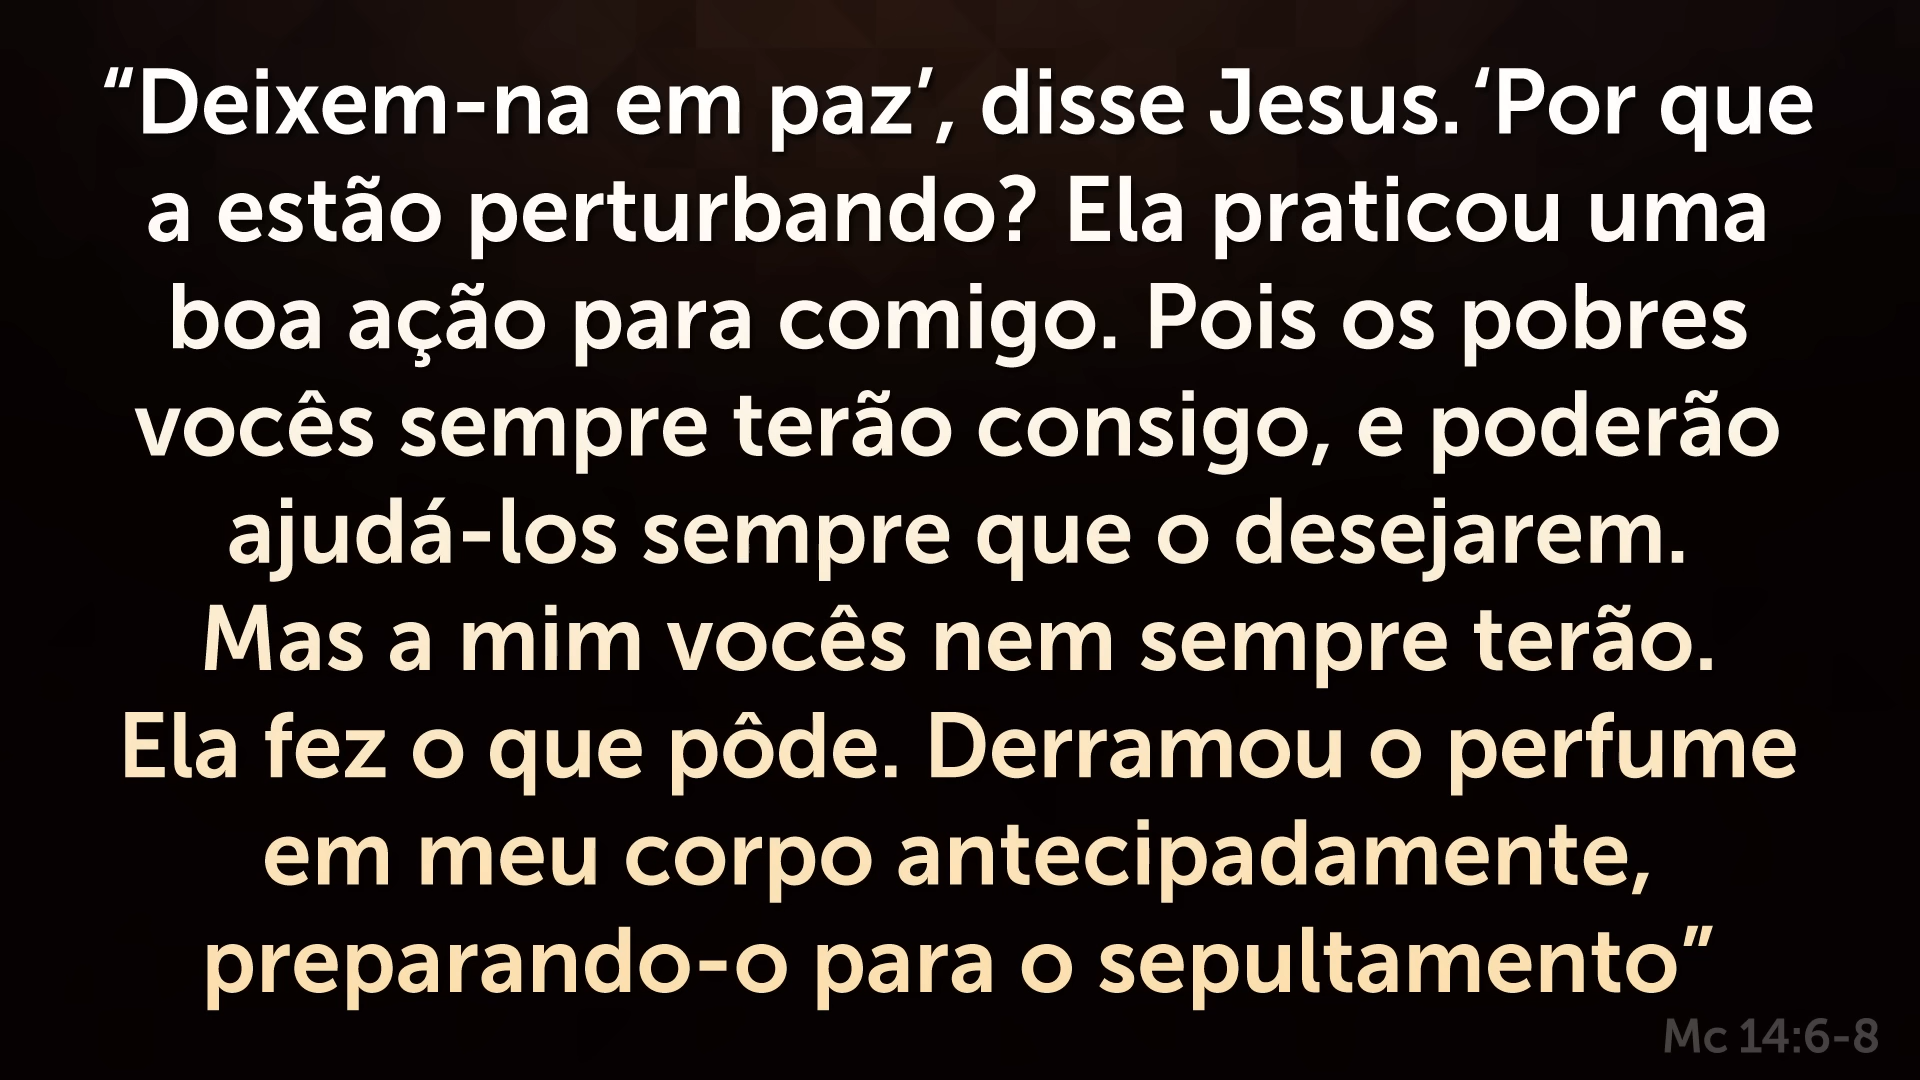 “Deixem-na em paz’, disse Jesus. ‘Por que
a estão perturbando? Ela praticou uma
boa ação para comigo. Pois os pobres
vocês sempre terão consigo, e poderão
ajudá-los sempre que o desejarem.
Mas a mim vocês nem sempre terão.
Ela fez o que pôde. Derramou o perfume
em meu corpo antecipadamente,
preparando-o para o sepultamento”
Mc 14:6-8